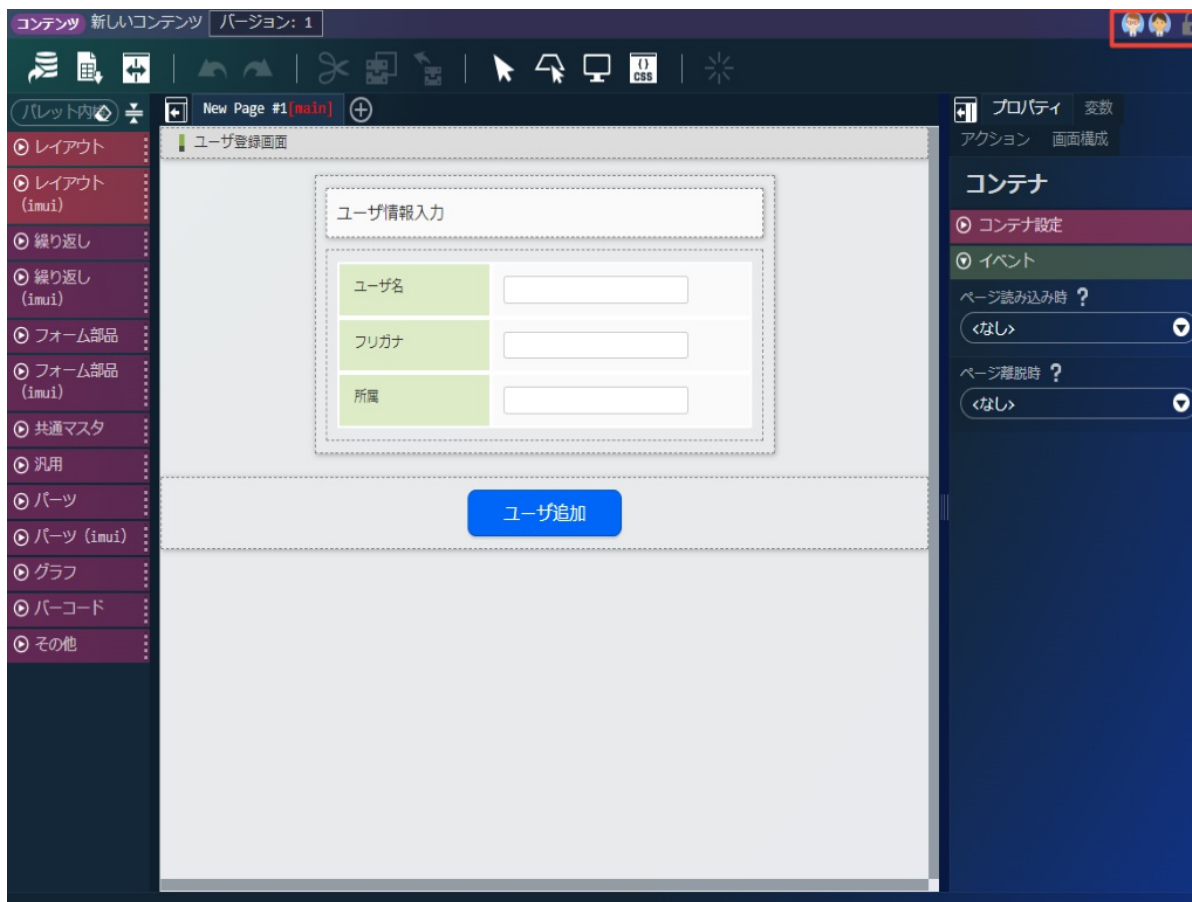 コンテンツ 新しいコンテンツ バージョン: 1
CSS
パレット内検
New Page #1[main]
プロパティ 変数
アクション 画面構成
レイアウト
レイアウト
(imui)
繰り返し
繰り返し
(imui)
フォーム部品
フォーム部品
(imui)
共通マスタ
汎用
パーツ
パーツ (imui)
グラフ
バーコード
その他
ユーザ登録画面
ユーザ情報入力
ユーザ名
フリガナ
所属
ユーザ追加
コンテナ
コンテナ設定
イベント
ページ読み込み時 ?
<なし>
ページ離脱時 ?
<なし>